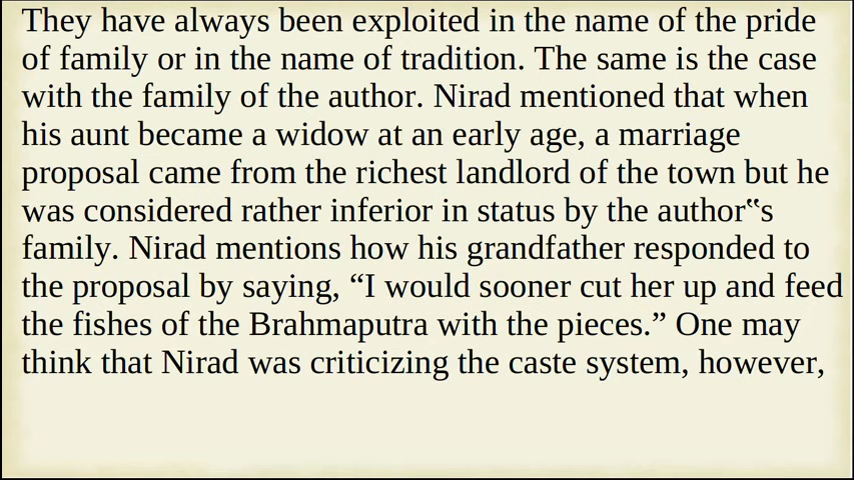 They have always been exploited in the name of the pride
of family or in the name of tradition. The same is the case
with the family of the author. Nirad mentioned that when
his aunt became a widow at an early age, a marriage
proposal came from the richest landlord of the town but he
was considered rather inferior in status by the author‟s
family. Nirad mentions how his grandfather responded to
the proposal by saying, “I would sooner cut her up and feed
the fishes of the Brahmaputra with the pieces.” One may
think that Nirad was criticizing the caste system, however,